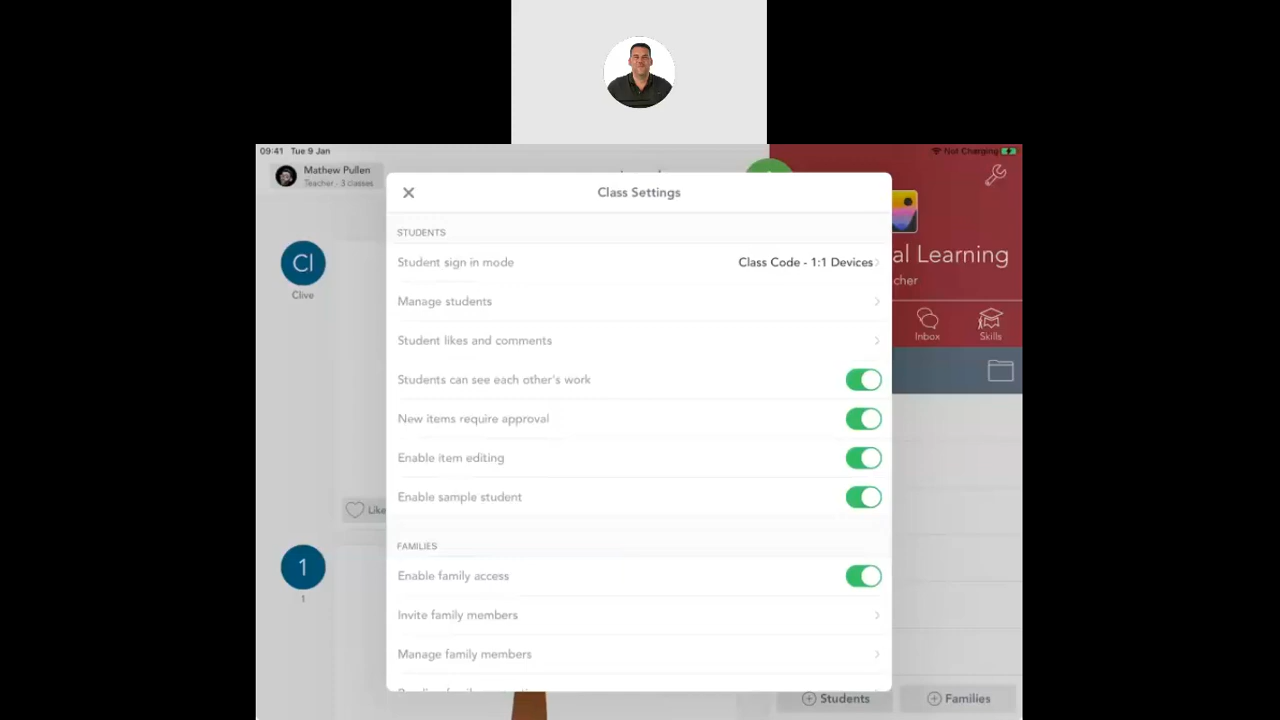 09:41 Tue 9 Jan
Not Charging
Mathew Pullen
Teacher - 3 classes
Class Settings
al Learning
cher
STUDENTS
Student sign in mode
Class Code - 1:1 Devices
CI
Clive
Manage students
Inbox
Skills
Student likes and comments
Students can see each other's work
New items require approval
Enable item editing
Enable sample student
Like
FAMILIES
1
1
Enable family access
Invite family members
Manage family members
Students
Families